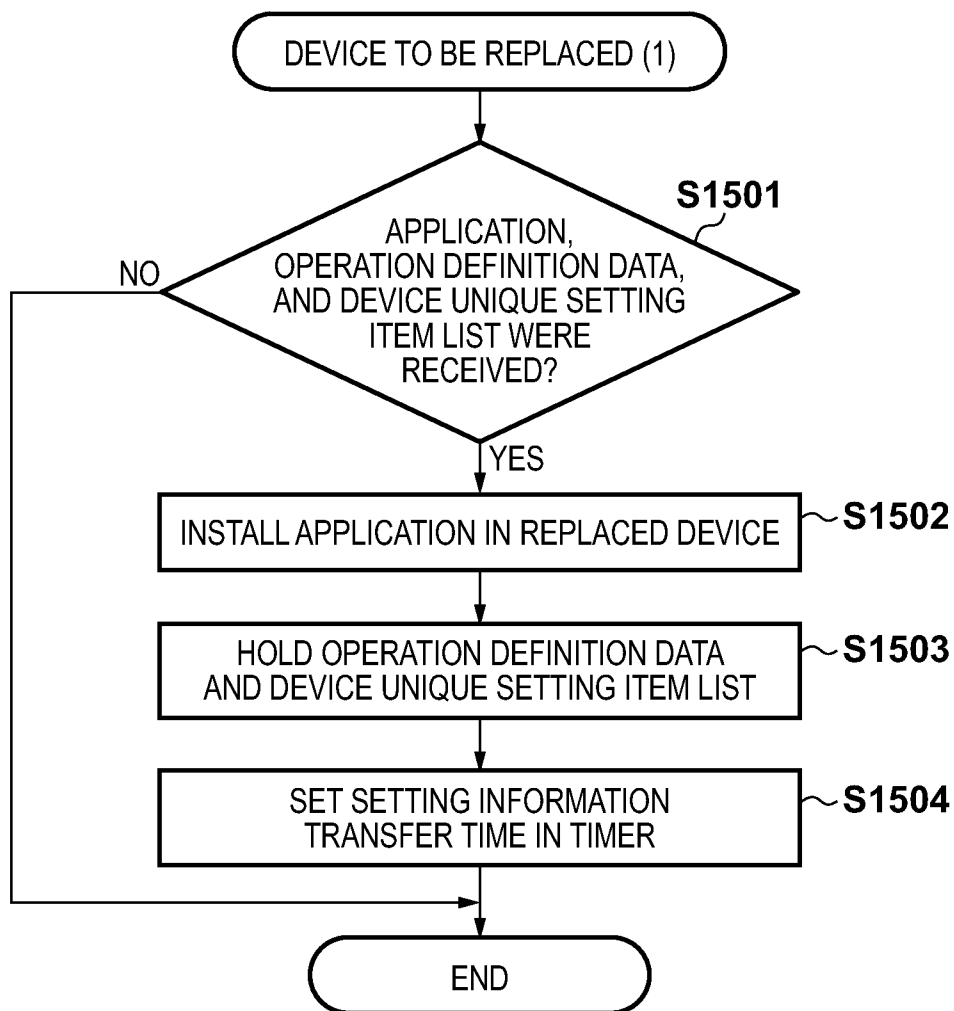 DEVICE TO BE REPLACED (1)
S1501
APPLICATION,
OPERATION DEFINITION DATA,
AND DEVICE UNIQUE SETTING
ITEM LIST WERE
RECEIVED?
NO
YES
INSTALL APPLICATION IN REPLACED DEVICE
S1502
HOLD OPERATION DEFINITION DATA
AND DEVICE UNIQUE SETTING ITEM LIST
S1503
SET SETTING INFORMATION
TRANSFER TIME IN TIMER
S1504
END